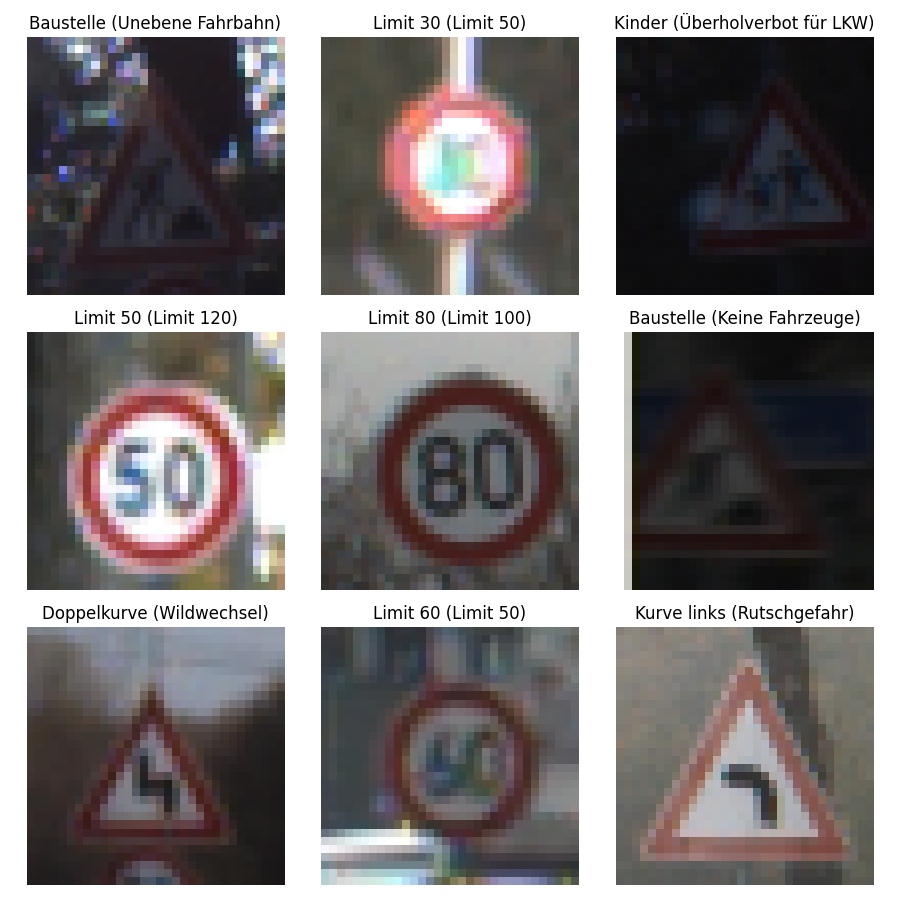 Baustelle (Unebene Fahrbahn)
Limit 30 (Limit 50)
Kinder (Überholverbot für LKW)
Limit 50 (Limit 120)
50
Limit 80 (Limit 100)
80
Baustelle (Keine Fahrzeuge)
Doppelkurve (Wildwechsel)
Limit 60 (Limit 50)
Kurve links (Rutschgefahr)